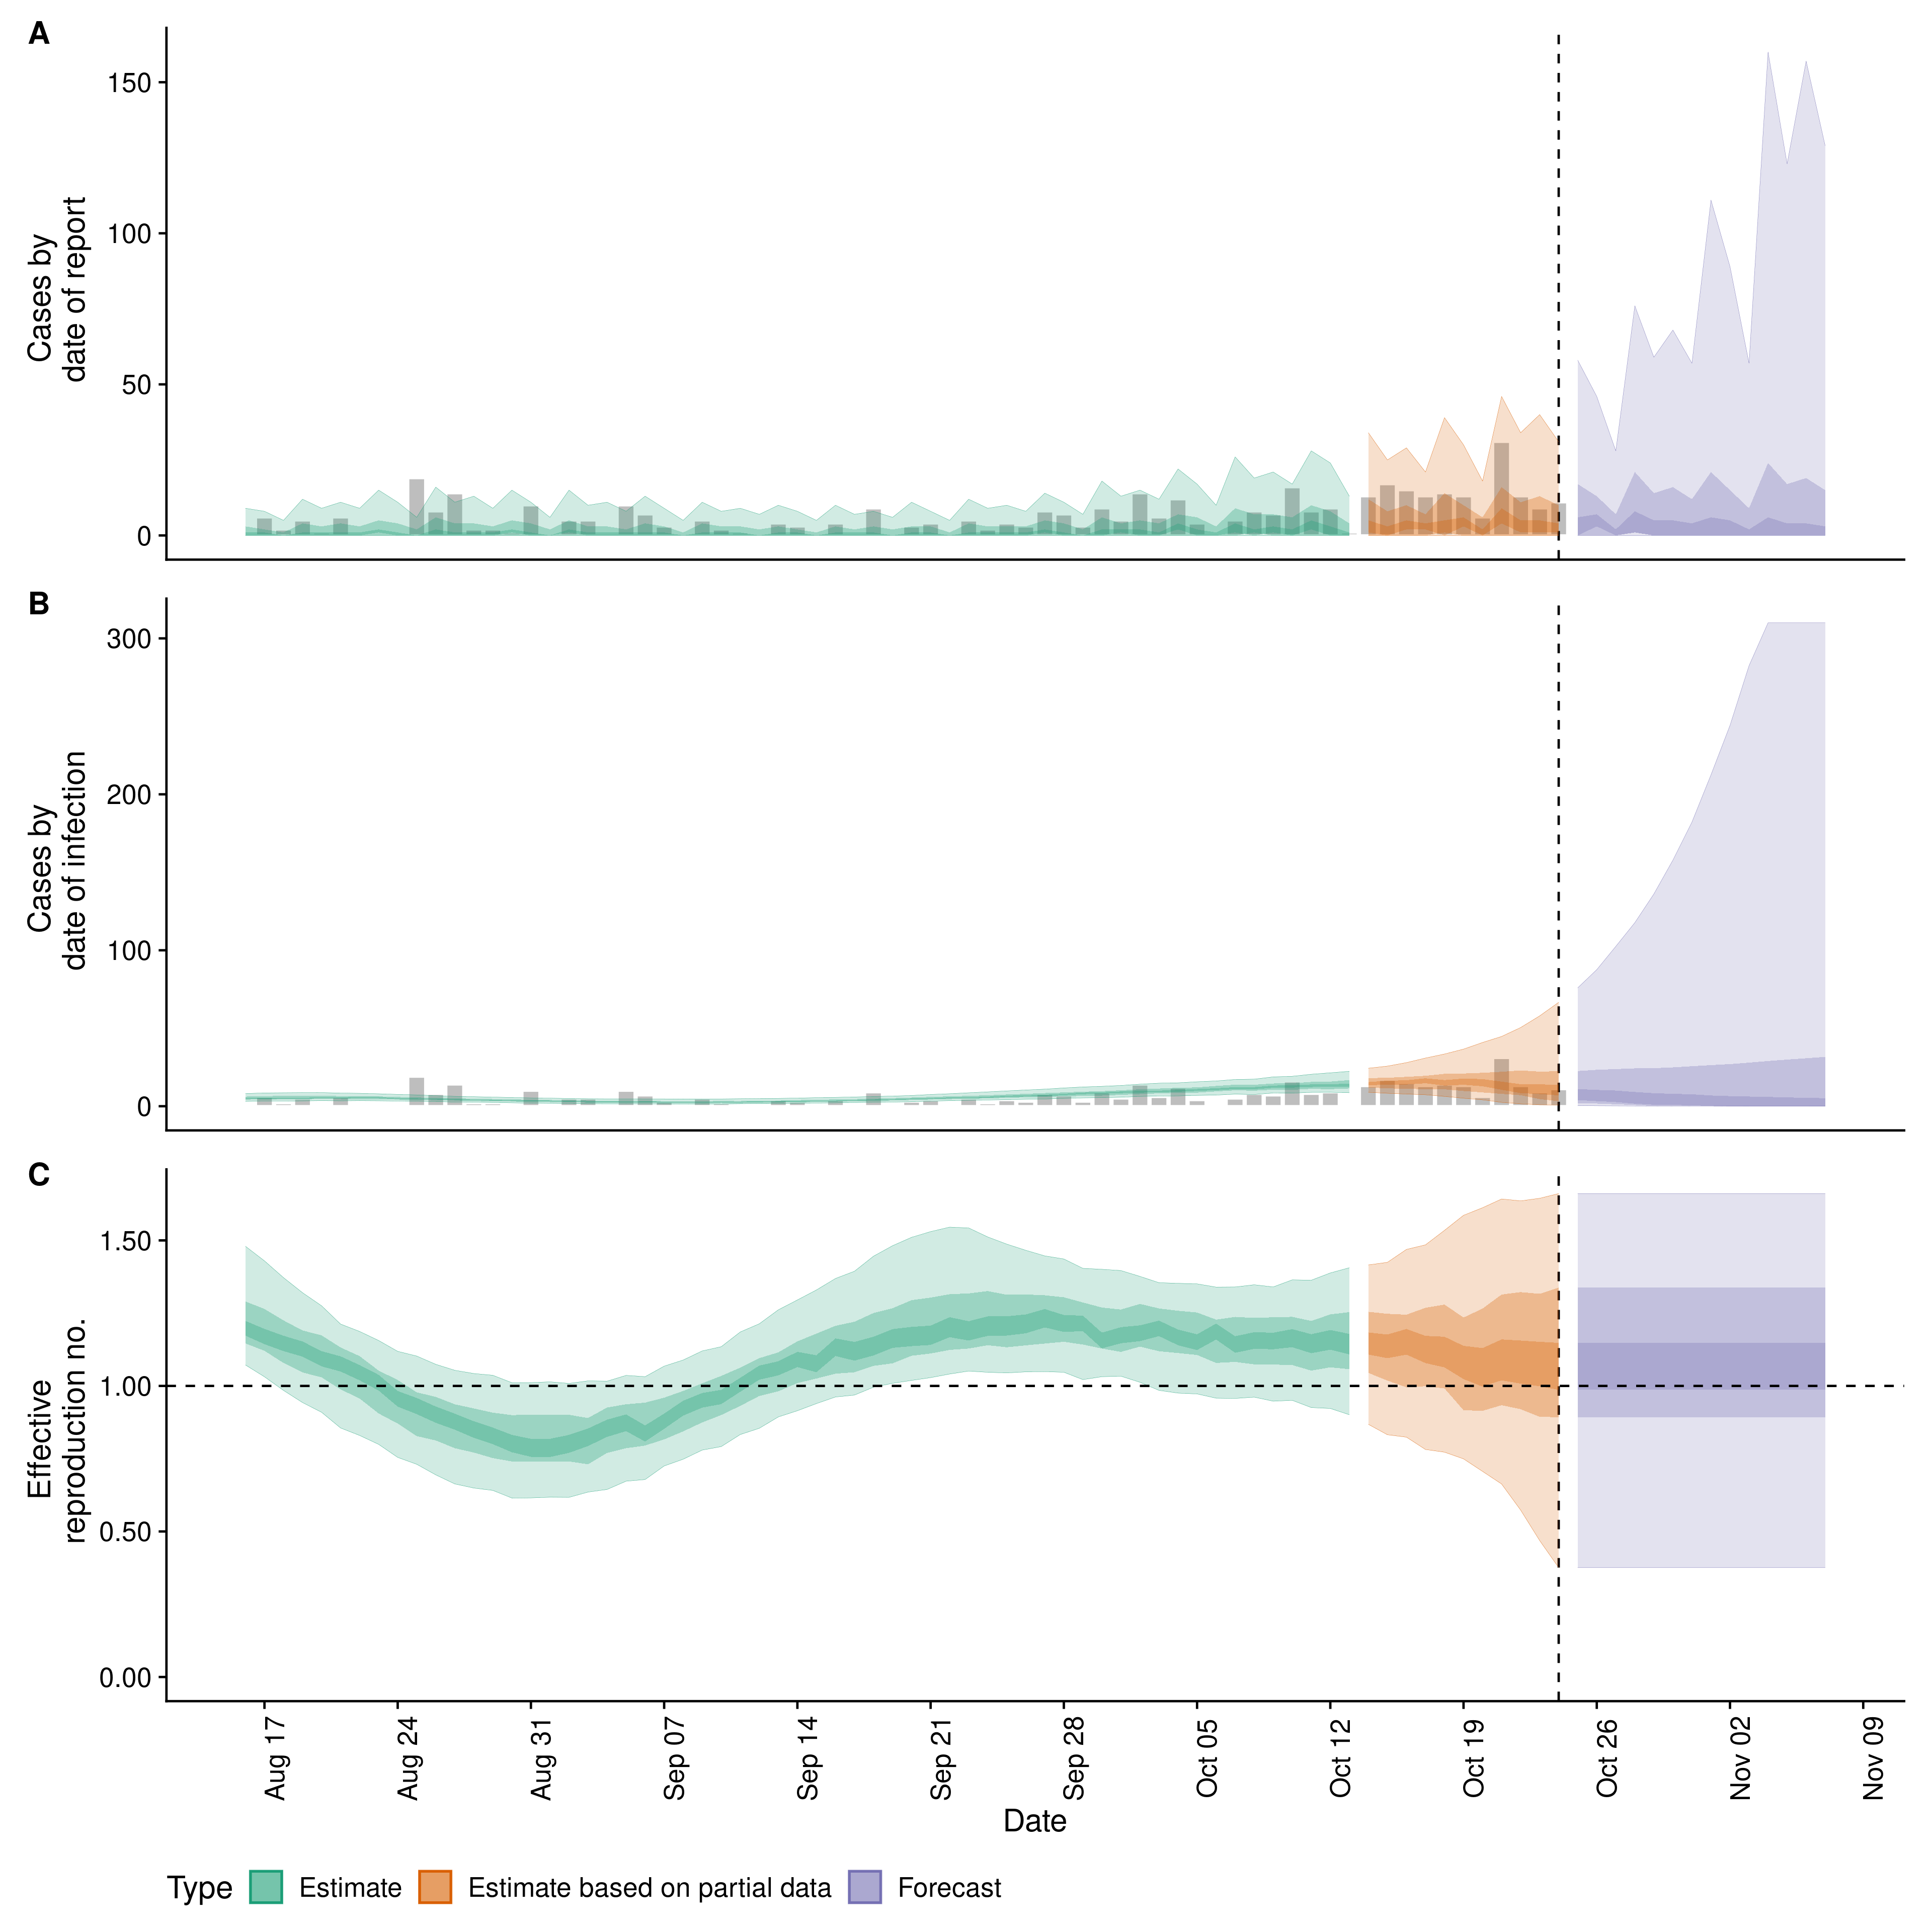 A
Cases by
date of report
150
100
50
0
B
Cases by
date of infection
300
200
100
0
C
Effective
reproduction no.
1.50
1.00
0.50
0.00
Aug 17
Aug 24
Aug 31
Sep 07
Sep 14
Sep 21
Sep 28
Oct 05
Oct 12
Oct 19
Oct 26
Nov 02
Nov 09
Date
Type Estimate Estimate based on partial data Forecast